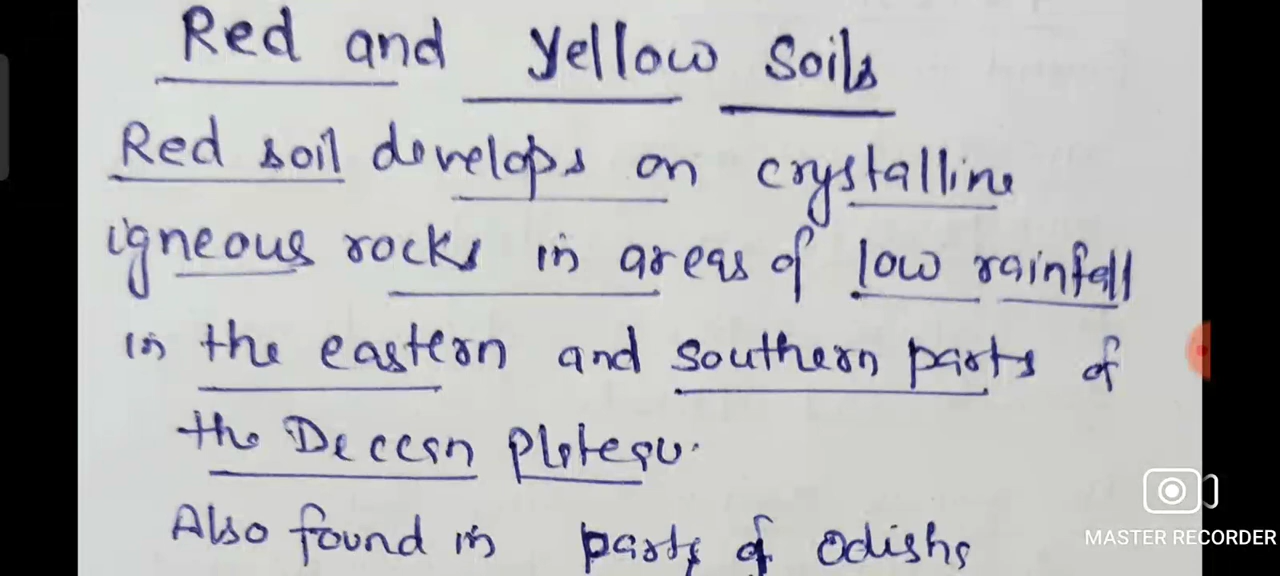 Red and Yellow Soils
Red soil develops on crystalline
igneous rocks in areas of low rainfall
in the eastern and southern parts of
the Deccan Plateau.
Also found in parts of Odisha
MASTER RECORDER